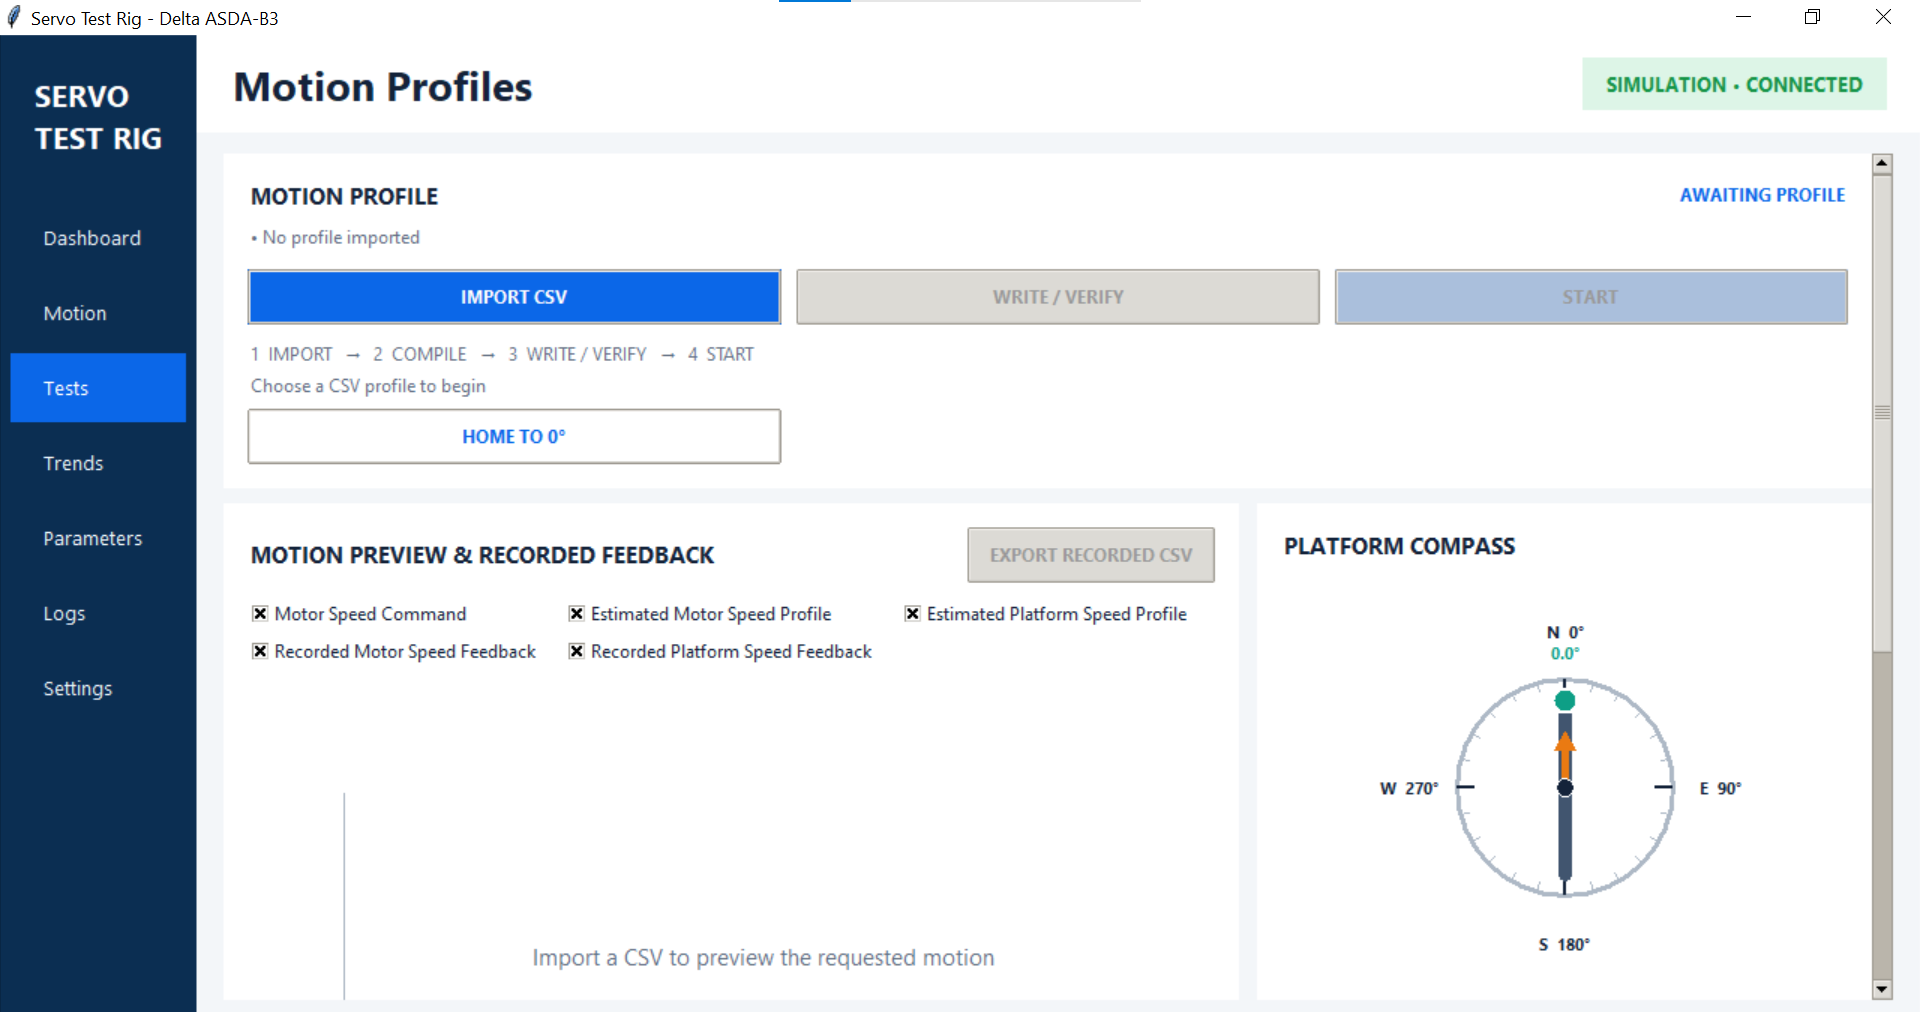 Servo Test Rig - Delta ASDA-B3
SERVO
TEST RIG
Dashboard
Motion
Tests
Trends
Parameters
Logs
Settings
Motion Profiles
SIMULATION • CONNECTED
MOTION PROFILE
AWAITING PROFILE
• No profile imported
IMPORT CSV
WRITE / VERIFY
START
1 IMPORT → 2 COMPILE → 3 WRITE / VERIFY → 4 START
Choose a CSV profile to begin
HOME TO 0°
MOTION PREVIEW & RECORDED FEEDBACK
EXPORT RECORDED CSV
Motor Speed Command
Estimated Motor Speed Profile
Estimated Platform Speed Profile
Recorded Motor Speed Feedback
Recorded Platform Speed Feedback
Import a CSV to preview the requested motion
PLATFORM COMPASS
N 0°
0.0°
W 270°
E 90°
S 180°